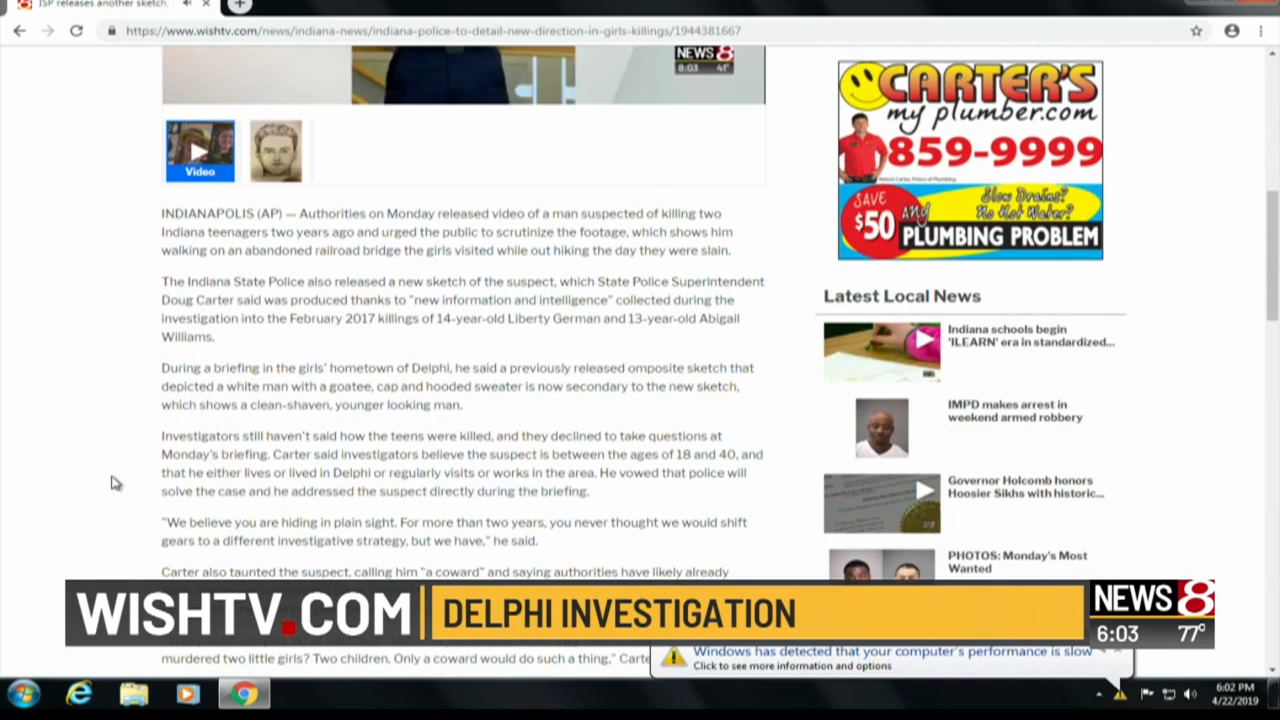 ISP releases another sketch,
https://www.wishtv.com/news/indiana-news/indiana-police-to-detail-new-direction-in-girls-killings/1944381667
NEWS 8
8:03 41°
Video
INDIANAPOLIS (AP) — Authorities on Monday released video of a man suspected of killing two
Indiana teenagers two years ago and urged the public to scrutinize the footage, which shows him
walking on an abandoned railroad bridge the girls visited while out hiking the day they were slain.
The Indiana State Police also released a new sketch of the suspect, which State Police Superintendent
Doug Carter said was produced thanks to "new information and intelligence" collected during the
investigation into the February 2017 killings of 14-year-old Liberty German and 13-year-old Abigail
Williams.
During a briefing in the girls' hometown of Delphi, he said a previously released omposite sketch that
depicted a white man with a goatee, cap and hooded sweater is now secondary to the new sketch,
which shows a clean-shaven, younger looking man.
Investigators still haven't said how the teens were killed, and they declined to take questions at
Monday's briefing. Carter said investigators believe the suspect is between the ages of 18 and 40, and
that he either lives or lived in Delphi or regularly visits or works in the area. He vowed that police will
solve the case and he addressed the suspect directly during the briefing.
"We believe you are hiding in plain sight. For more than two years, you never thought we would shift
gears to a different investigative strategy, but we have," he said.
Carter also taunted the suspect, calling him "a coward" and saying authorities have likely already
murdered two little girls? Two children. Only a coward would do such a thing," Carte
CARTER'S
my plumber.com
859-9999
Nelson Carter, Prince of Plumbing
SAVE
$50
Slow Drains?
No Hot Water?
ANY
PLUMBING PROBLEM
Latest Local News
Indiana schools begin
'ILEARN' era in standardized...
IMPD makes arrest in
weekend armed robbery
Governor Holcomb honors
Hoosier Sikhs with historic...
PHOTOS: Monday's Most
Wanted
WISHTV.COM
DELPHI INVESTIGATION
NEWS 8
6:03 77°
Windows has detected that your computer's performance is slow
Click to see more information and options
6:02 PM
4/22/2019